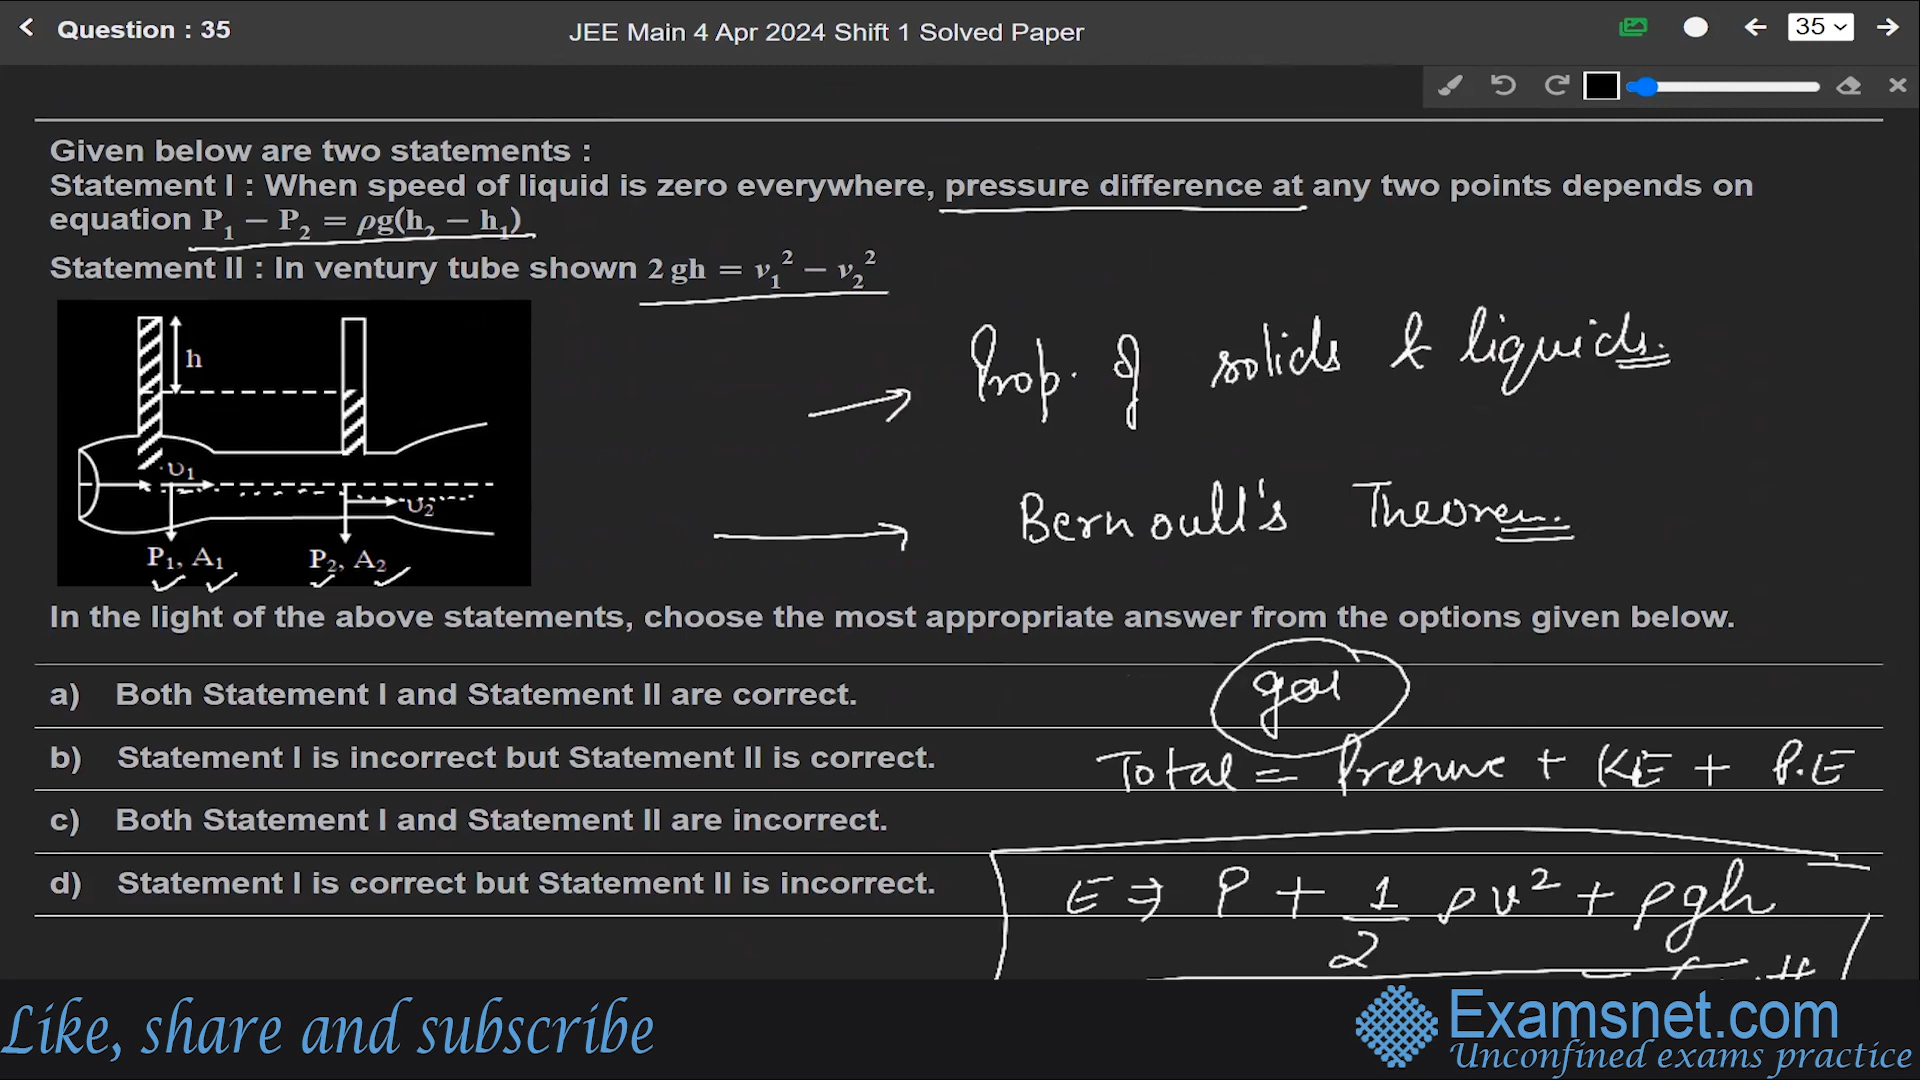 Question : 35
JEE Main 4 Apr 2024 Shift 1 Solved Paper
35
Given below are two statements :
Statement I : When speed of liquid is zero everywhere, pressure difference at any two points depends on
equation P₁ − P₂ = ρg(h₂ − h₁)
Statement II : In ventury tube shown 2 gh = v₁² − v₂²
h
υ₁
υ₂
P₁, A₁
P₂, A₂
Prop. of solids & liquids.
Bernoull's Theorem.
In the light of the above statements, choose the most appropriate answer from the options given below.
a) Both Statement I and Statement II are correct.
b) Statement I is incorrect but Statement II is correct.
Total = Pressure + KE + P.E
c) Both Statement I and Statement II are incorrect.
d) Statement I is correct but Statement II is incorrect.
E ⇒ P + 1/2 ρv² + ρgh
Like, share and subscribe
Examsnet.com
Unconfined exams practice